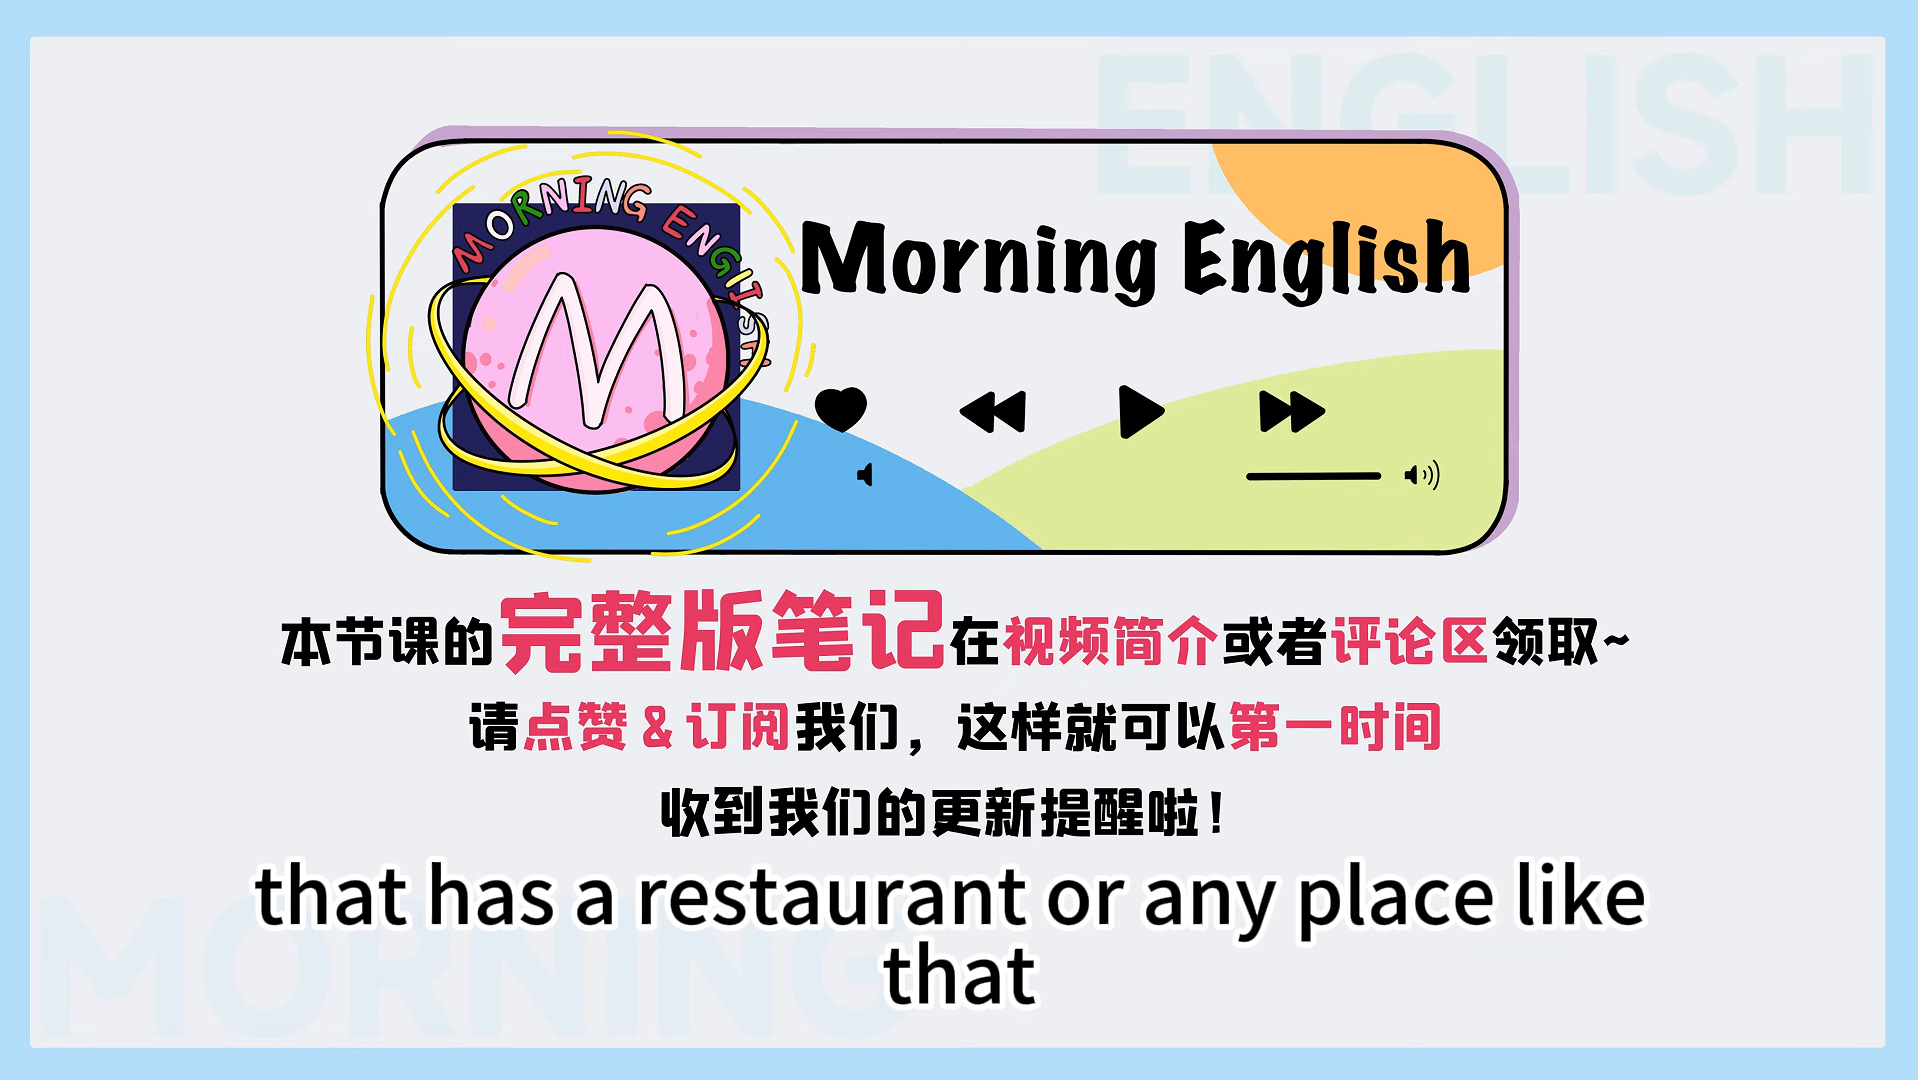 ENGLISH
MORNING ENGLISH
M
Morning English
本节课的完整版笔记在视频简介或者评论区领取~
请点赞&订阅我们，这样就可以第一时间
收到我们的更新提醒啦！
that has a restaurant or any place like
that
MORNING